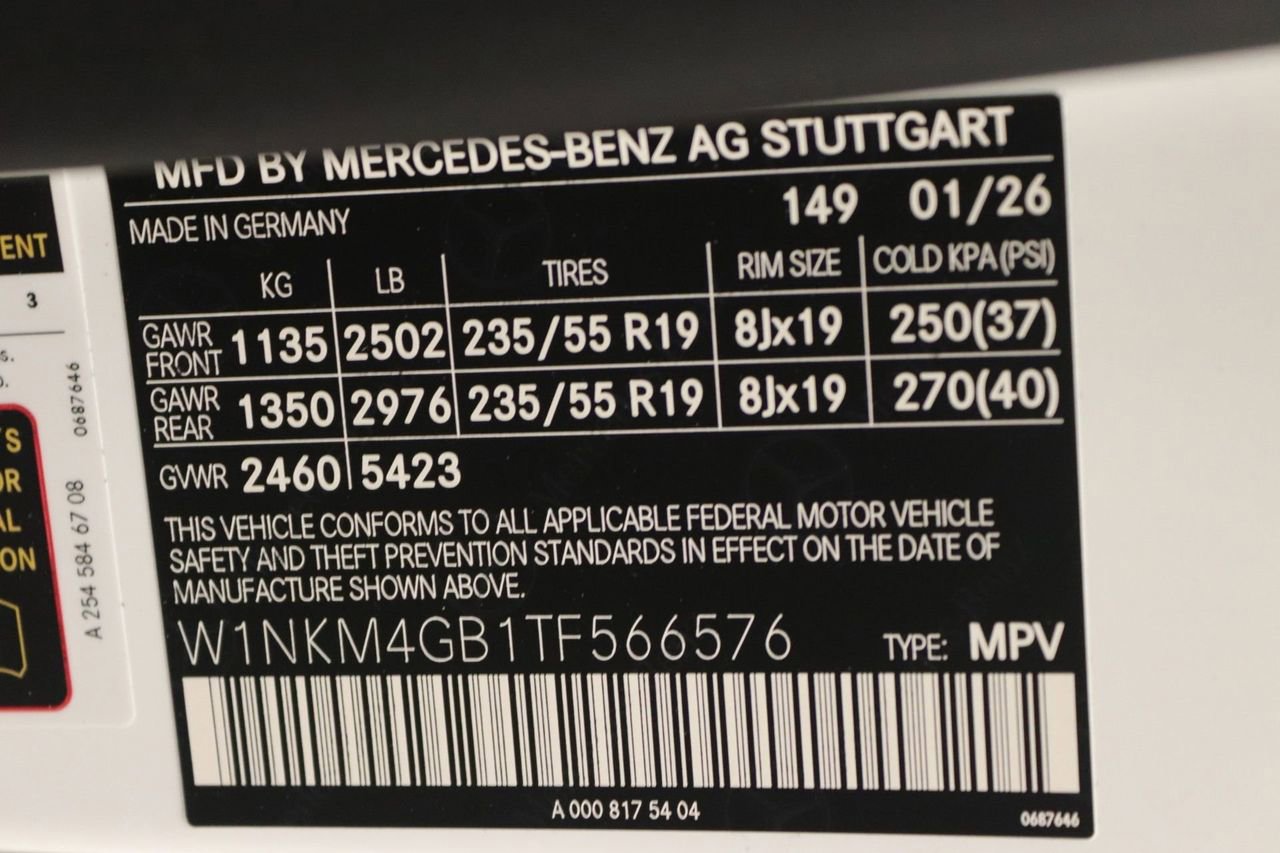 MFD BY MERCEDES-BENZ AG STUTTGART
MADE IN GERMANY 149 01/26
KG LB TIRES RIM SIZE COLD KPA (PSI)
GAWR FRONT 1135 2502 235/55 R19 8Jx19 250(37)
GAWR REAR 1350 2976 235/55 R19 8Jx19 270(40)
GVWR 2460 5423
THIS VEHICLE CONFORMS TO ALL APPLICABLE FEDERAL MOTOR VEHICLE
SAFETY AND THEFT PREVENTION STANDARDS IN EFFECT ON THE DATE OF
MANUFACTURE SHOWN ABOVE.
W1NKM4GB1TF566576 TYPE: MPV
A 000 817 54 04
0687646
ENT
3
s.
'S
OR
AL
ON
0687646
A 254 584 67 08